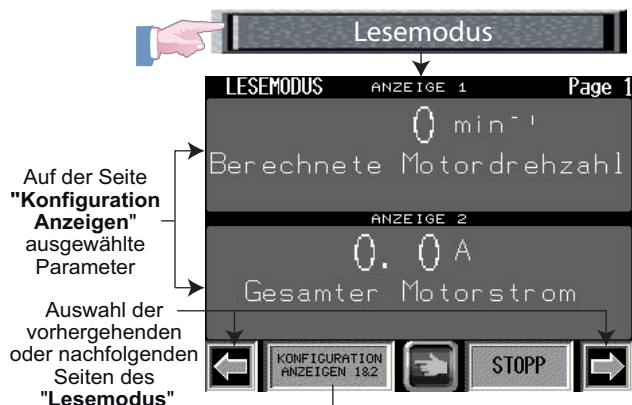 Lesemodus
LESEMODUS ANZEIGE 1 Page 1
0 min⁻¹
Berechnete Motordrehzahl
Auf der Seite
"Konfiguration
Anzeigen"
ausgewählte
Parameter
ANZEIGE 2
0.0 A
Gesamter Motorstrom
Auswahl der
vorhergehenden
oder nachfolgenden
Seiten des
"Lesemodus"
KONFIGURATION
ANZEIGEN 1&2
STOPP